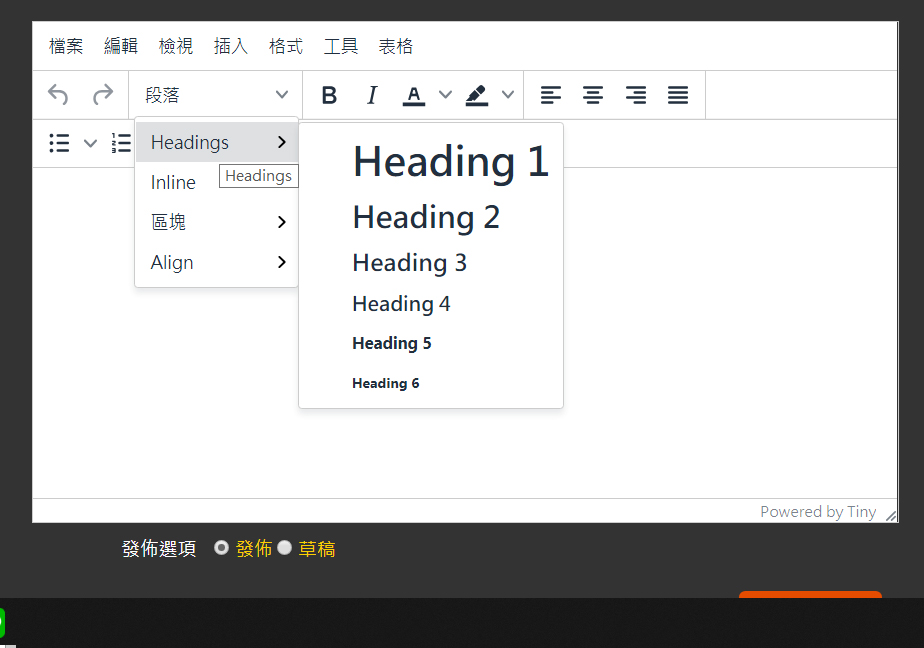 檔案 編輯 檢視 插入 格式 工具 表格
段落 B I A
Headings
Inline
區塊
Align
Headings
Heading 1
Heading 2
Heading 3
Heading 4
Heading 5
Heading 6
Powered by Tiny
發佈選項 發佈 草稿